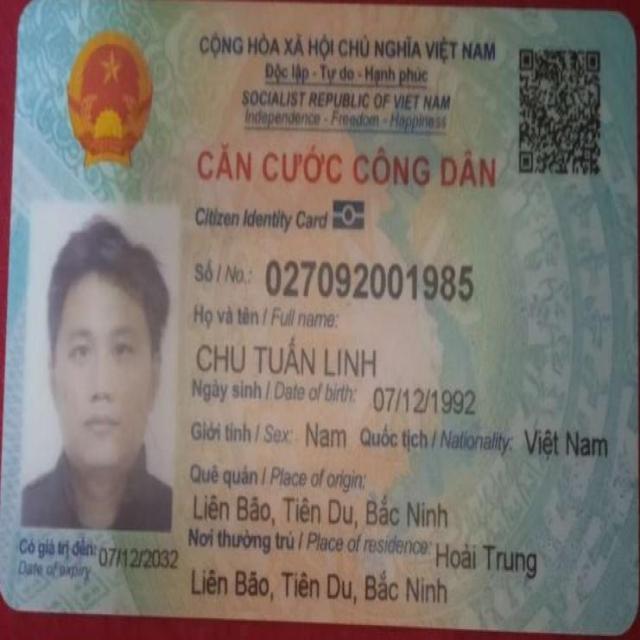 CỘNG HÒA XÃ HỘI CHỦ NGHĨA VIỆT NAM
Độc lập - Tự do - Hạnh phúc
SOCIALIST REPUBLIC OF VIET NAM
Independence - Freedom - Happiness
CĂN CƯỚC CÔNG DÂN
Citizen Identity Card
Số / No.: 027092001985
Họ và tên / Full name:
CHU TUẤN LINH
Ngày sinh / Date of birth: 07/12/1992
Giới tính / Sex: Nam Quốc tịch / Nationality: Việt Nam
Quê quán / Place of origin:
Liên Bão, Tiên Du, Bắc Ninh
Nơi thường trú / Place of residence: Hoài Trung
Liên Bão, Tiên Du, Bắc Ninh
Có giá trị đến: 07/12/2032
Date of expiry